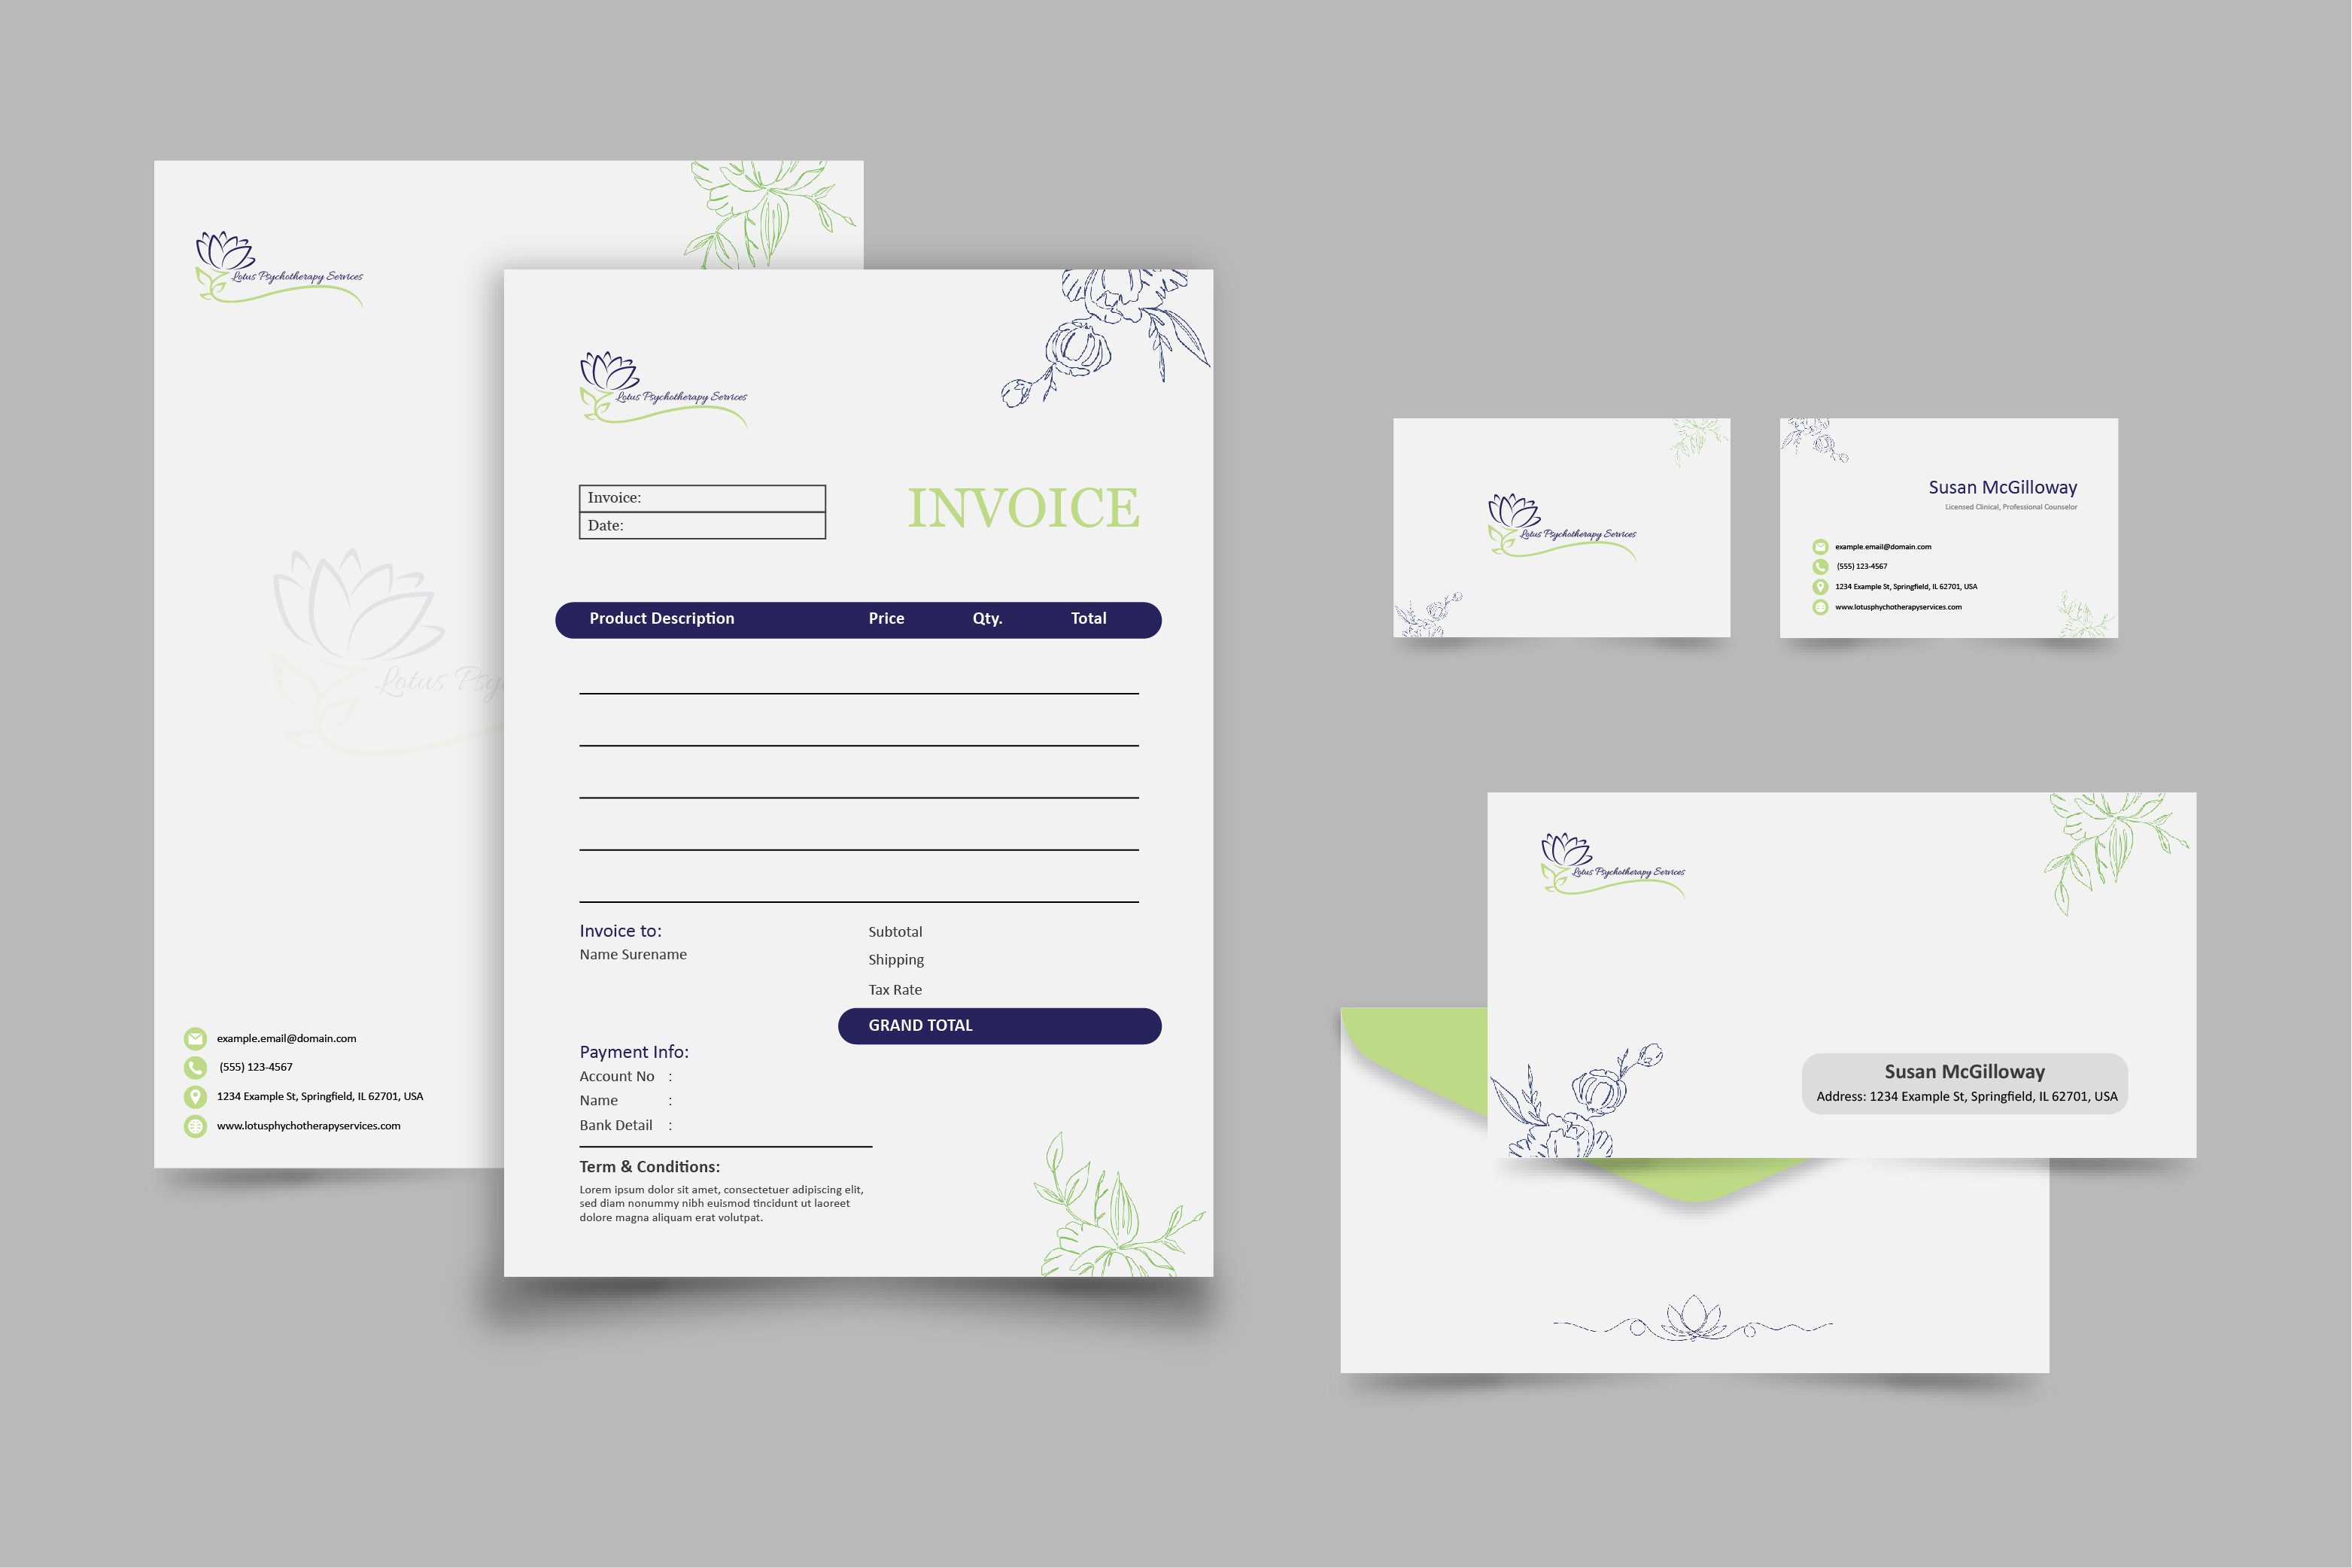 Lotus Psychotherapy Services
Lotus Psy
example.email@domain.com
(555) 123-4567
1234 Example St, Springfield, IL 62701, USA
www.lotusphychotherapyservices.com
Lotus Psychotherapy Services
Invoice:
Date:
INVOICE
Product Description Price Qty. Total
Invoice to:
Name Surename
Subtotal
Shipping
Tax Rate
GRAND TOTAL
Payment Info:
Account No :
Name :
Bank Detail :
Term & Conditions:
Lorem ipsum dolor sit amet, consectetuer adipiscing elit,
sed diam nonummy nibh euismod tincidunt ut laoreet
dolore magna aliquam erat volutpat.
Lotus Psychotherapy Services
Susan McGilloway
Licensed Clinical, Professional Counselor
example.email@domain.com
(555) 123-4567
1234 Example St, Springfield, IL 62701, USA
www.lotusphychotherapyservices.com
Lotus Psychotherapy Services
Susan McGilloway
Address: 1234 Example St, Springfield, IL 62701, USA